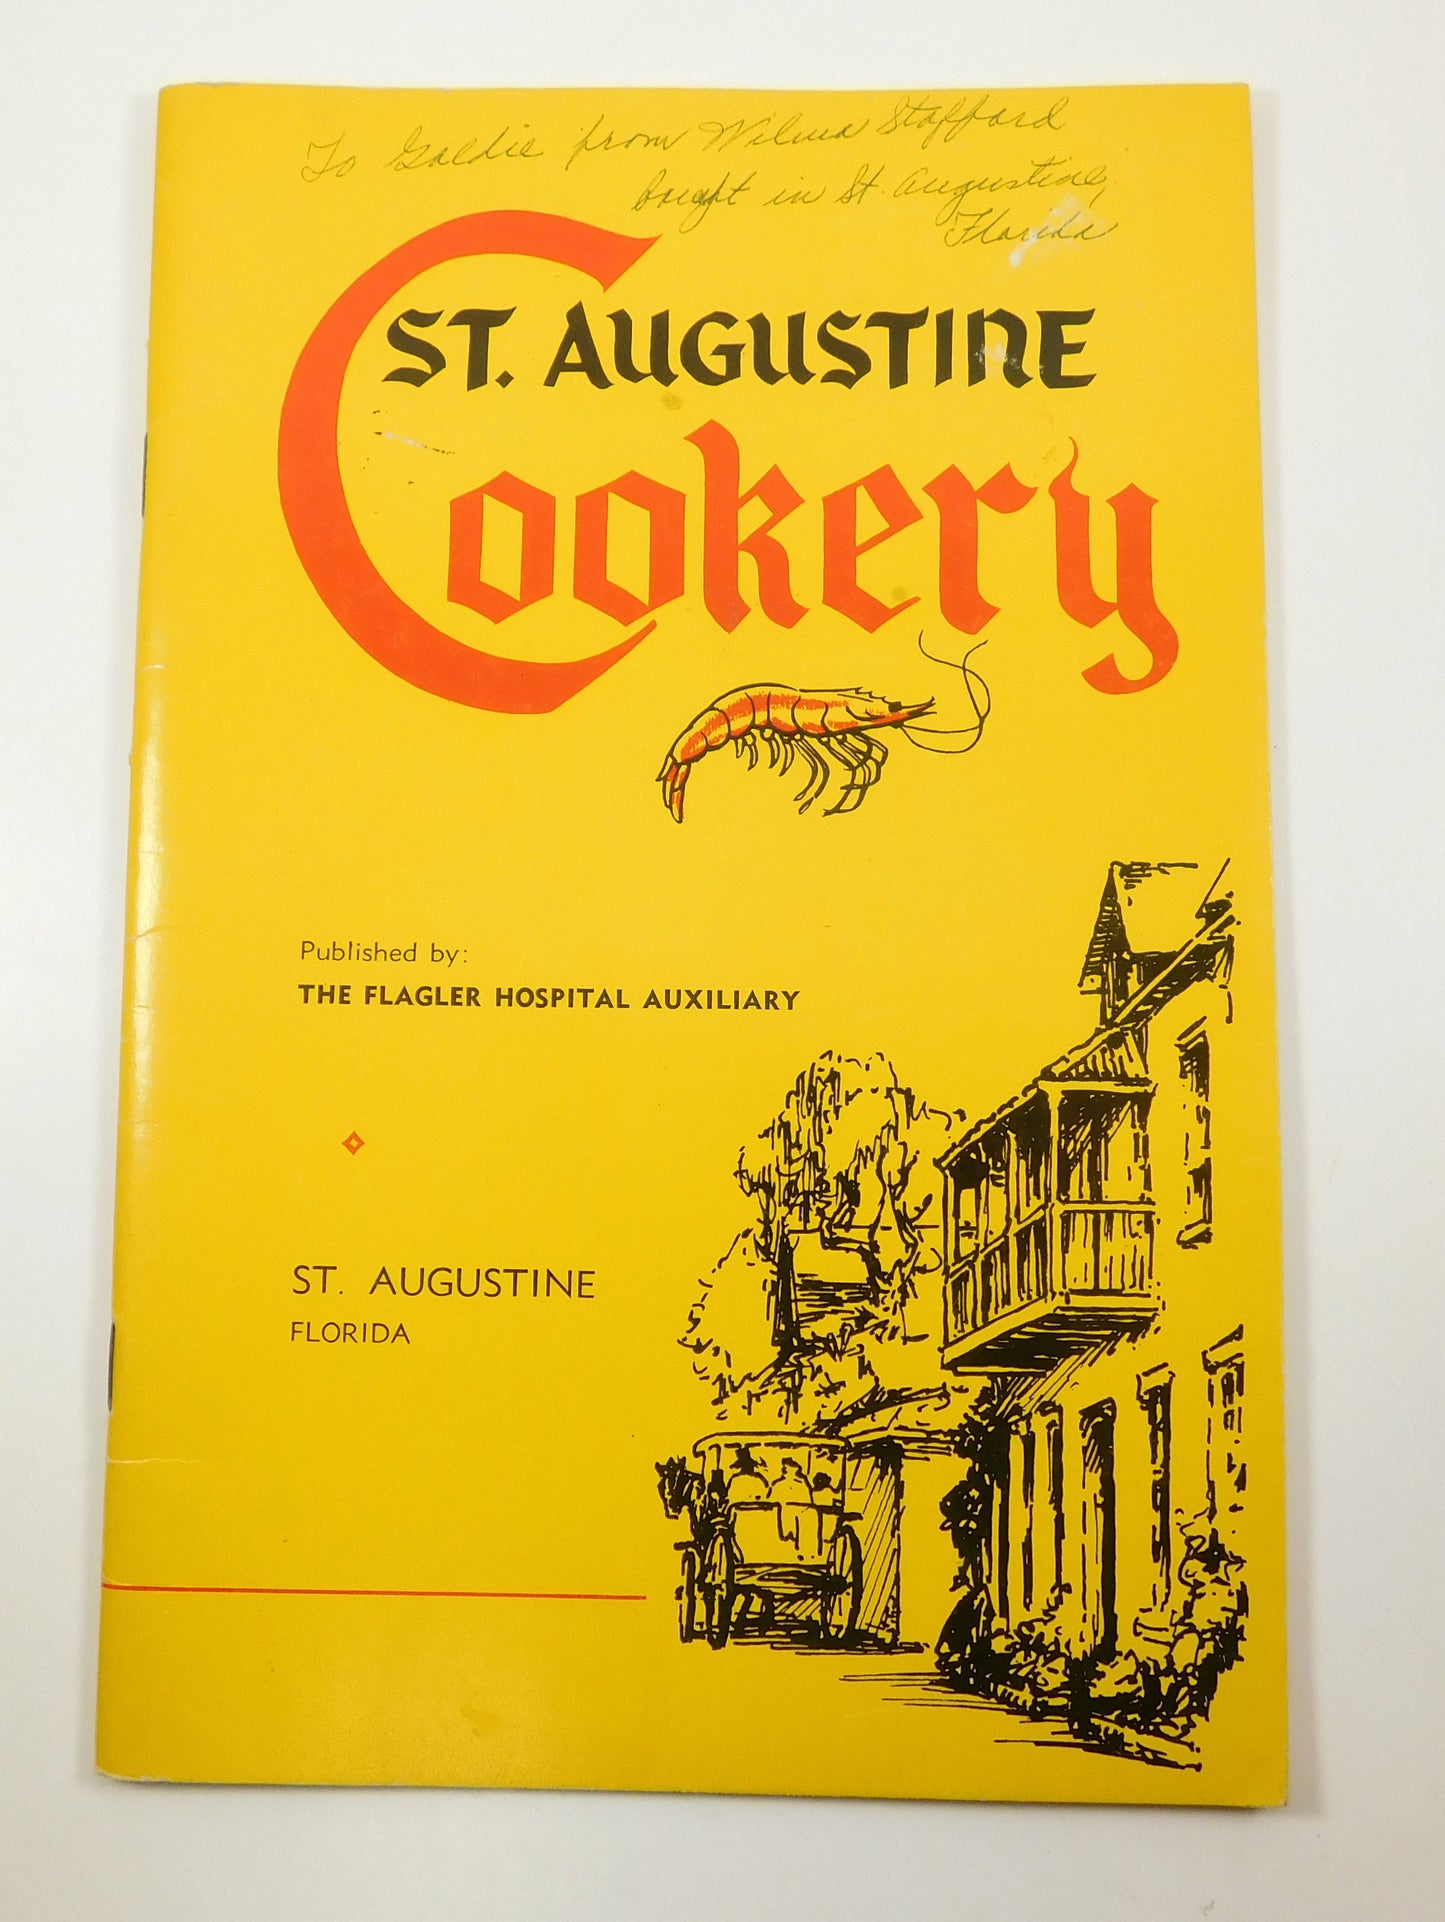 To Goldie from Wilma Stafford
bought in St. Augustine,
Florida
ST. AUGUSTINE
Cookery
Published by:
THE FLAGLER HOSPITAL AUXILIARY
ST. AUGUSTINE
FLORIDA